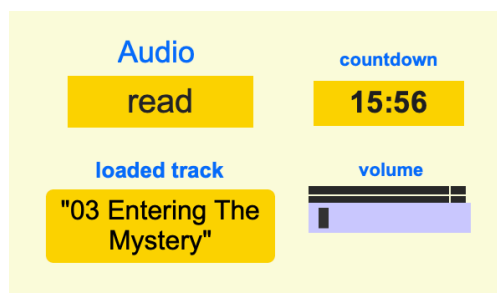 Audio
read
countdown
15:56
loaded track
"03 Entering The
Mystery"
volume